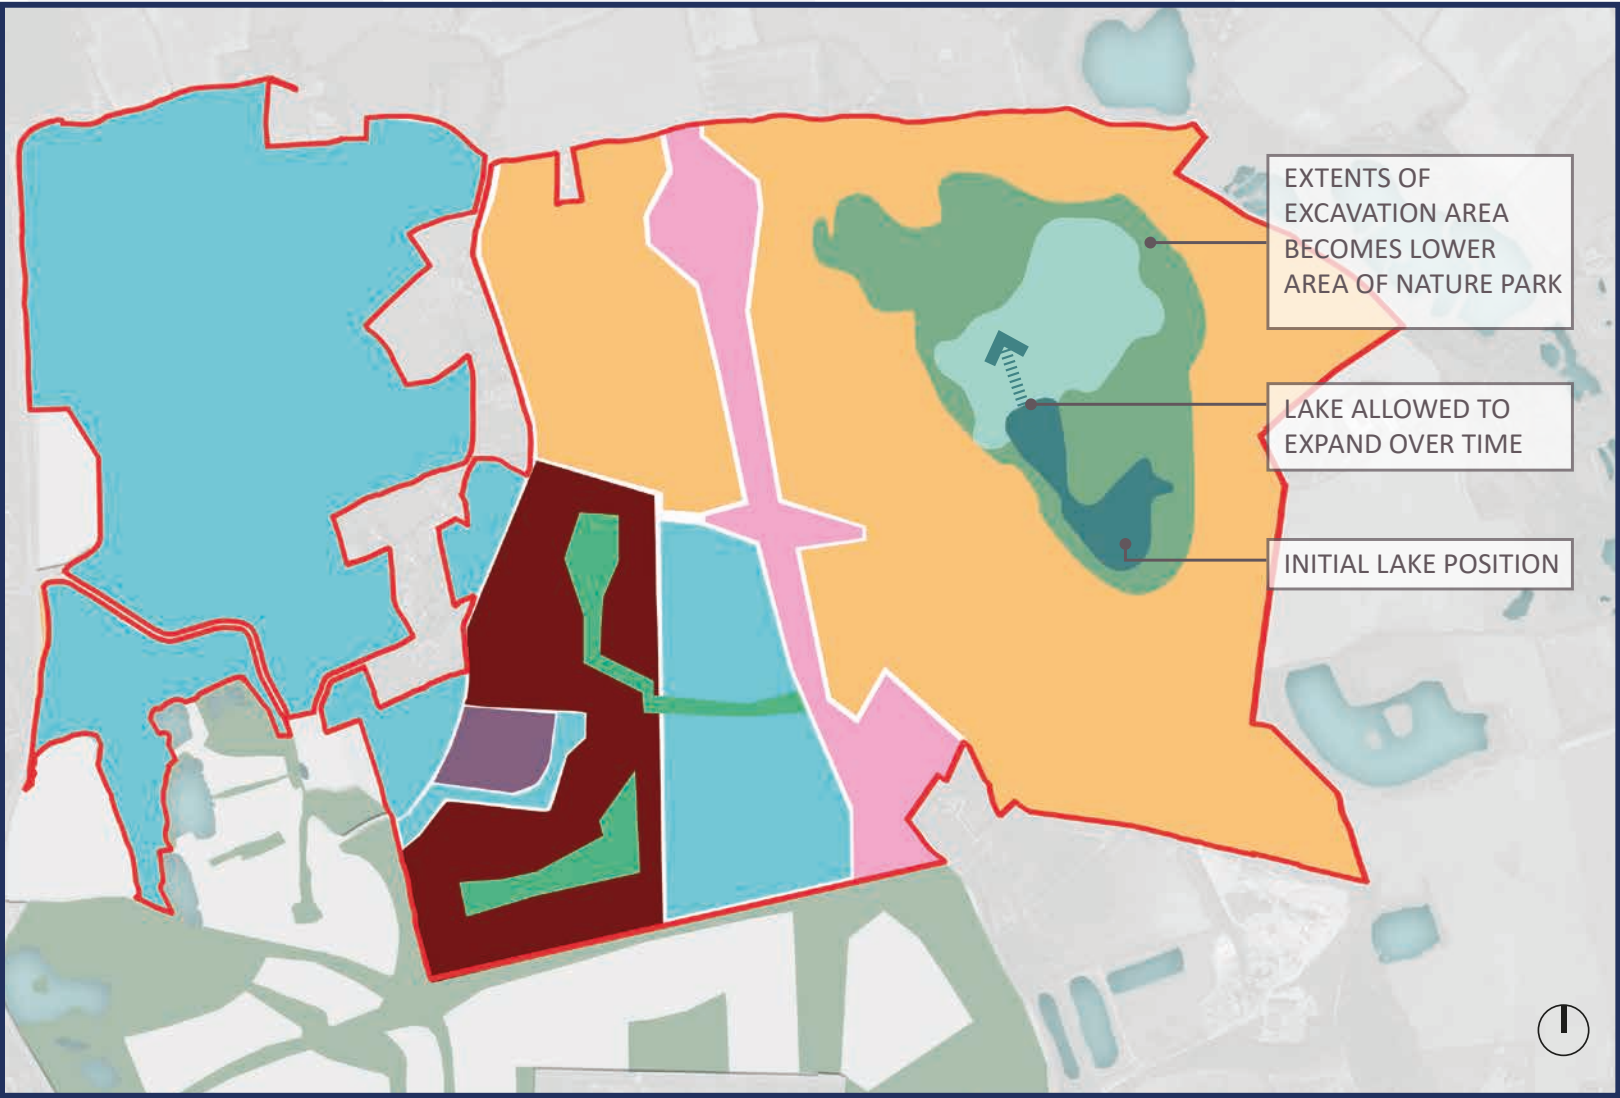 EXTENTS OF
EXCAVATION AREA
BECOMES LOWER
AREA OF NATURE PARK
LAKE ALLOWED TO
EXPAND OVER TIME
INITIAL LAKE POSITION